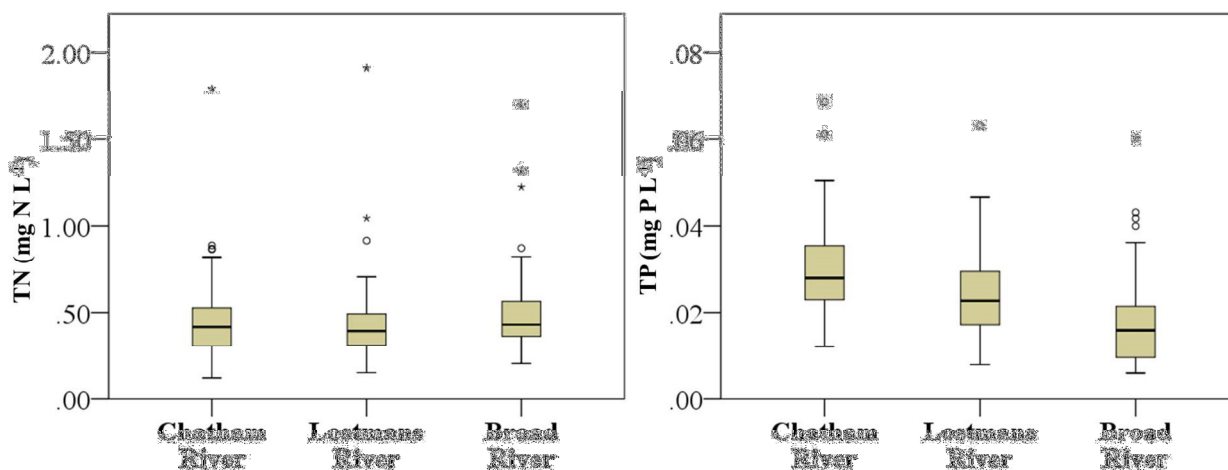 2.00
1.50
1.00
.50
.00
TN (mg N L⁻¹)
Chatham River
Lostmans River
Broad River
.08
.06
.04
.02
.00
TP (mg P L⁻¹)
Chatham River
Lostmans River
Broad River